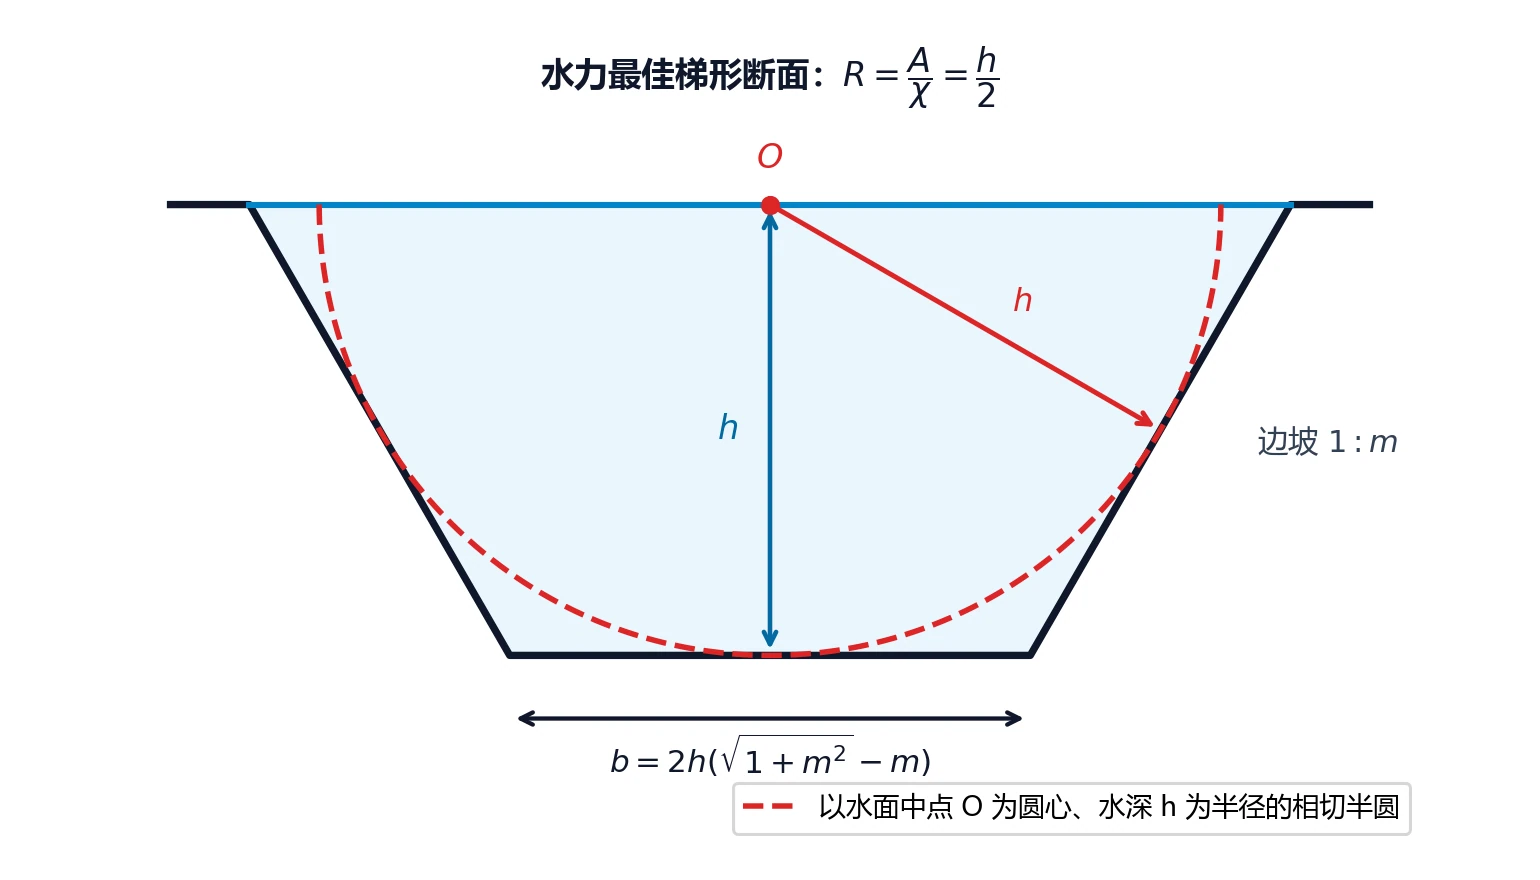 水力最佳梯形断面：R = A/χ = h/2
O
h
h
边坡 1 : m
b = 2h(√(1 + m²) − m)
以水面中点 O 为圆心、水深 h 为半径的相切半圆